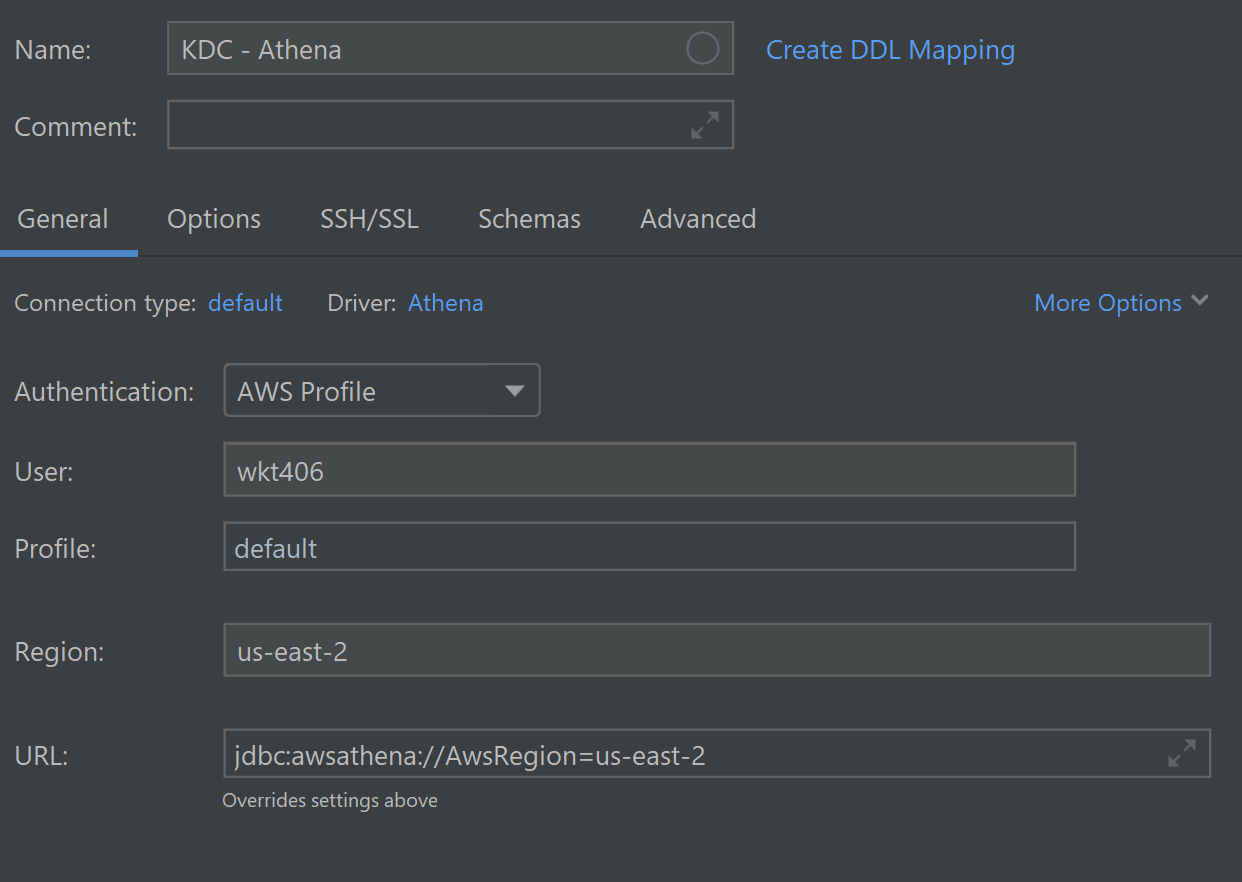 Name: KDC - Athena Create DDL Mapping
Comment:
General Options SSH/SSL Schemas Advanced
Connection type: default Driver: Athena More Options
Authentication: AWS Profile
User: wkt406
Profile: default
Region: us-east-2
URL: jdbc:awsathena://AwsRegion=us-east-2
Overrides settings above